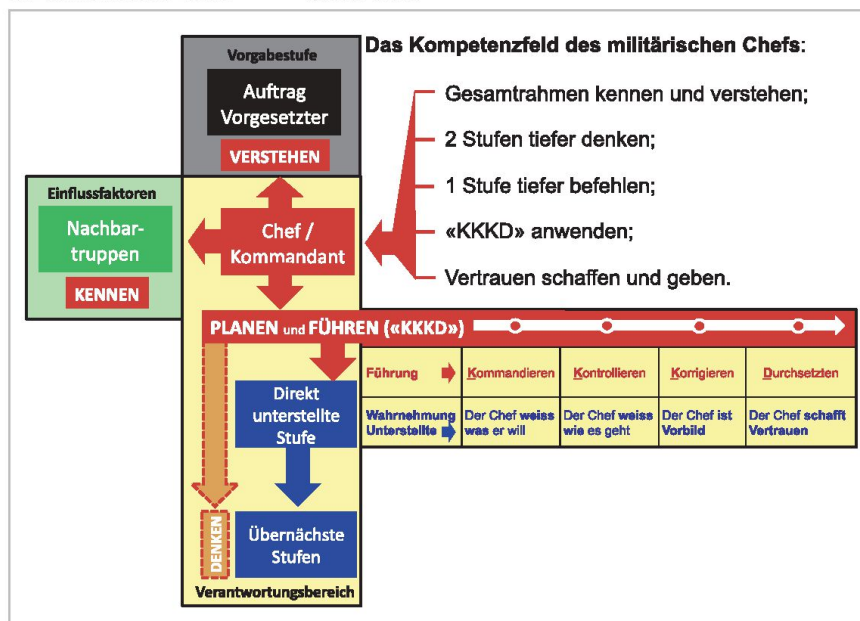 Das Kompetenzfeld des militärischen Chefs:
Gesamtrahmen kennen und verstehen;
2 Stufen tiefer denken;
1 Stufe tiefer befehlen;
«KKKD» anwenden;
Vertrauen schaffen und geben.
Vorgabestufe
Auftrag
Vorgesetzter
VERSTEHEN
Einflussfaktoren
Nachbar-
truppen
KENNEN
Chef /
Kommandant
PLANEN und FÜHREN («KKKD»)
Führung
Kommandieren
Kontrollieren
Korrigieren
Durchsetzten
Wahrnehmung
Unterstellte
Der Chef weiss
was er will
Der Chef weiss
wie es geht
Der Chef ist
Vorbild
Der Chef schafft
Vertrauen
Direkt
unterstellte
Stufe
DENKEN
Übernächste
Stufen
Verantwortungsbereich